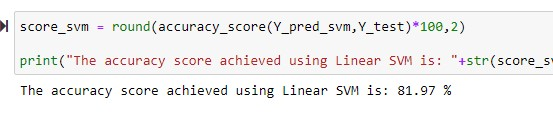 score_svm = round(accuracy_score(Y_pred_svm,Y_test)*100,2)
print("The accuracy score achieved using Linear SVM is: "+str(score_sv
The accuracy score achieved using Linear SVM is: 81.97 %